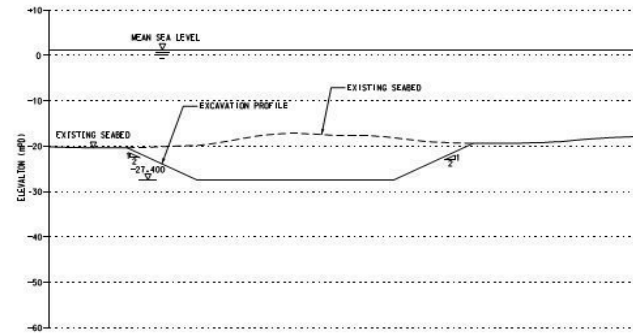 +10
MEAN SEA LEVEL
0
EXISTING SEABED
-10
EXCAVATION PROFILE
EXISTING SEABED
-20
1
2
1
2
-27.400
ELEVALTION (mPD)
-30
-40
-50
-60